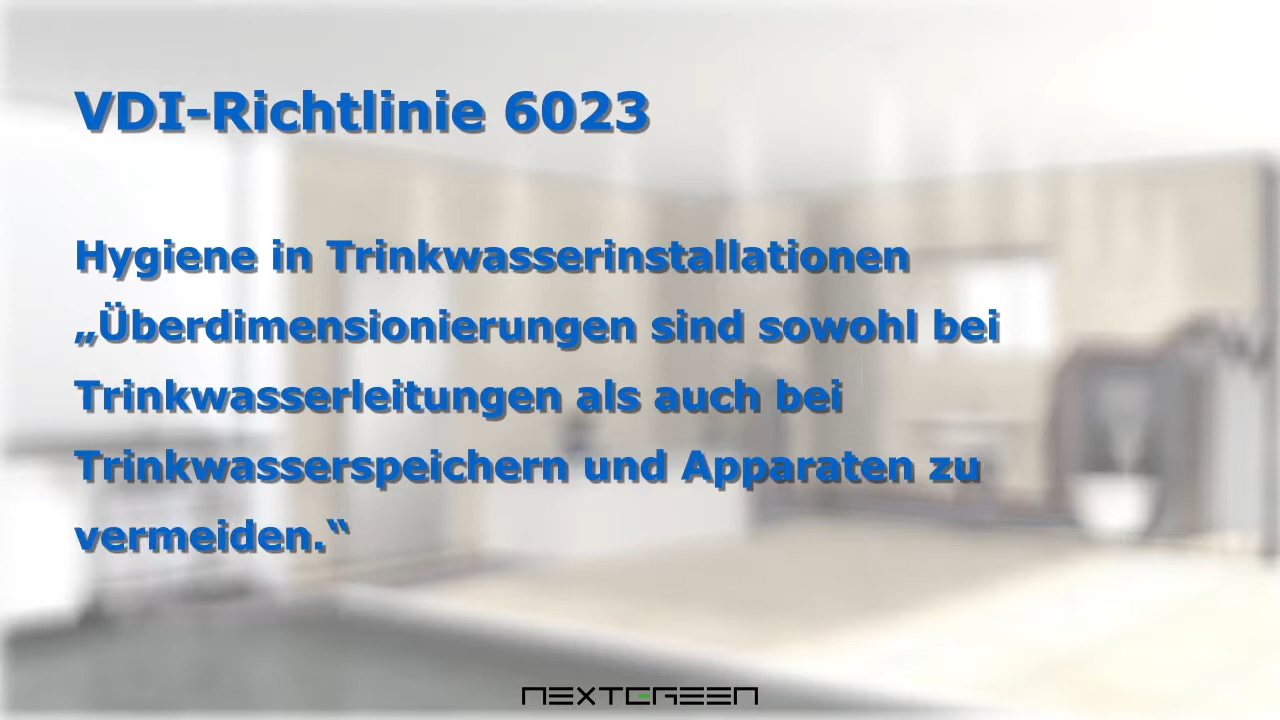 VDI-Richtlinie 6023
Hygiene in Trinkwasserinstallationen
„Überdimensionierungen sind sowohl bei
Trinkwasserleitungen als auch bei
Trinkwasserspeichern und Apparaten zu
vermeiden.“
NEXTGREEN